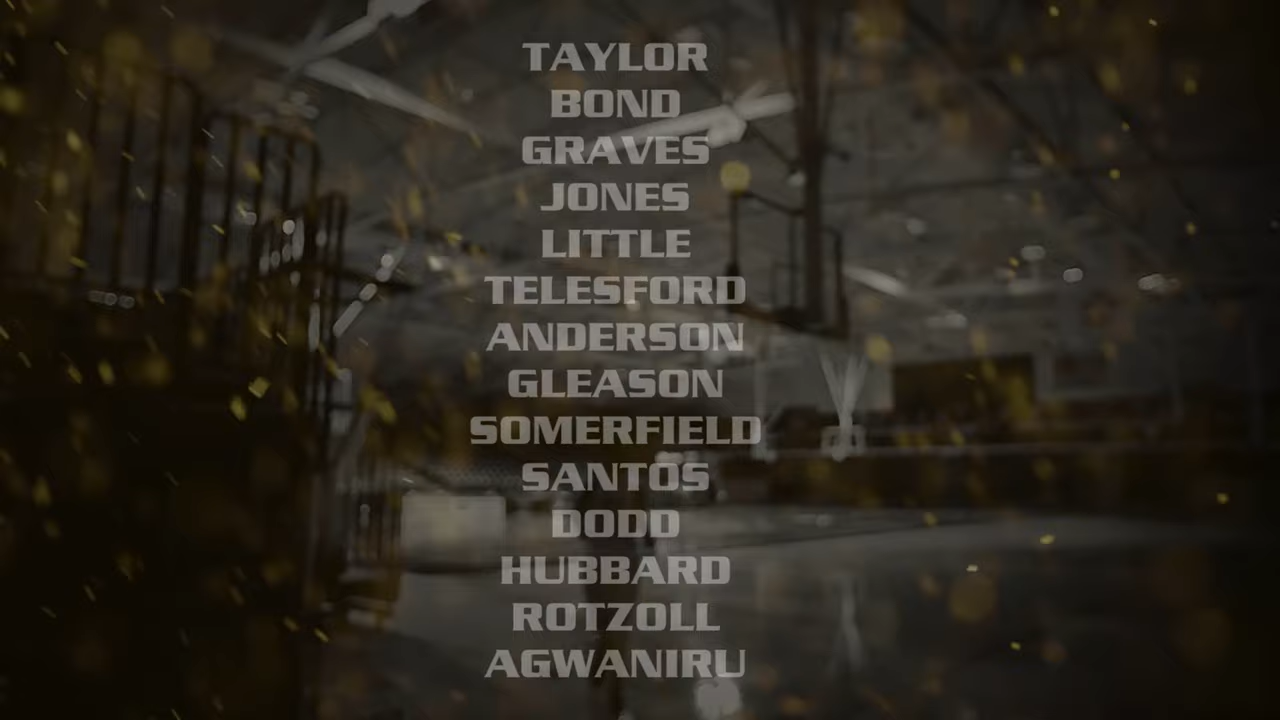 TAYLOR
BOND
GRAVES
JONES
LITTLE
TELESFORD
ANDERSON
GLEASON
SOMERFIELD
SANTOS
DODD
HUBBARD
ROTZOLL
AGWANIRU